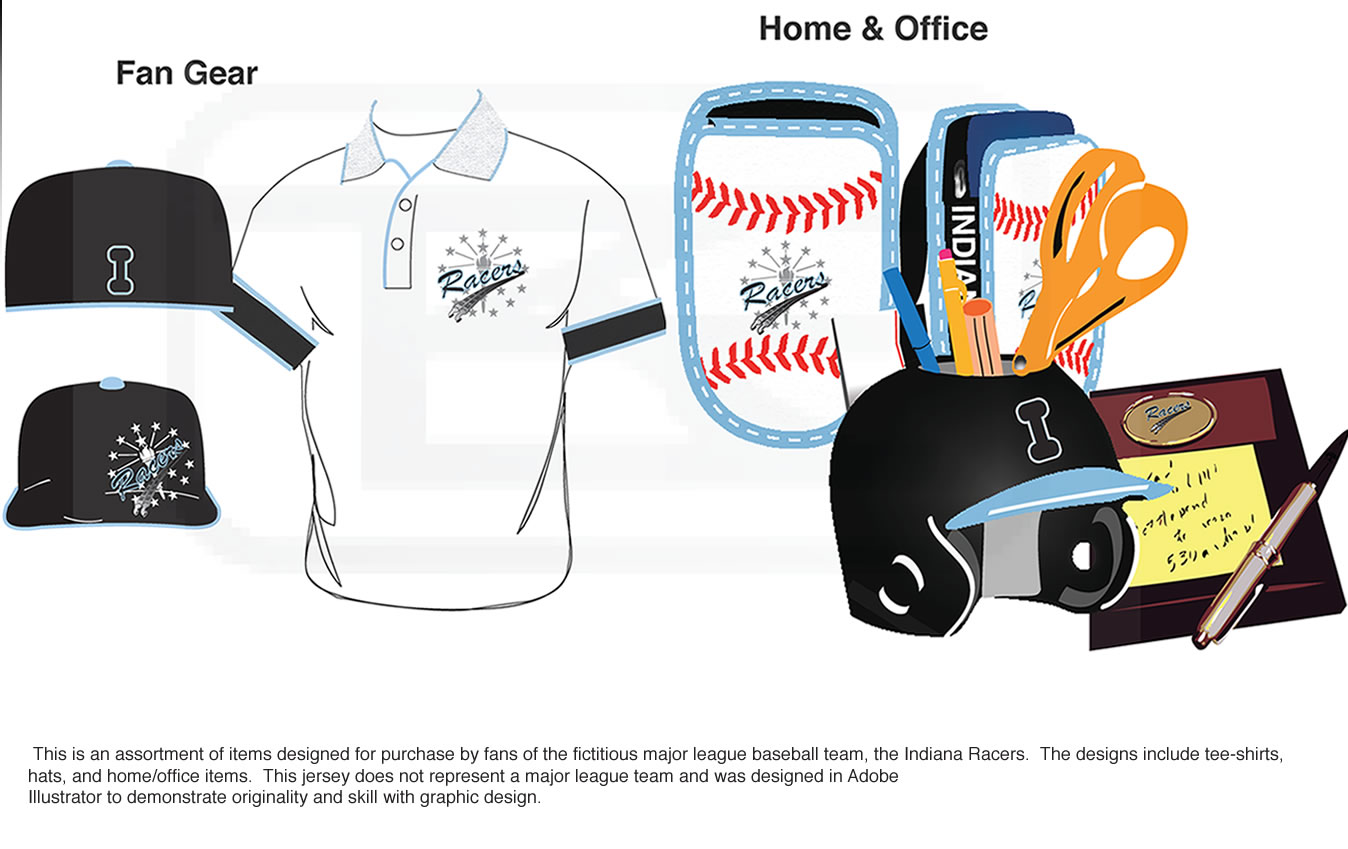 Home & Office
Fan Gear
I
Racers
I
Racers
Racers
INDIA
I
Racers
This is an assortment of items designed for purchase by fans of the fictitious major league baseball team, the Indiana Racers.  The designs include tee-shirts,
hats, and home/office items.  This jersey does not represent a major league team and was designed in Adobe
Illustrator to demonstrate originality and skill with graphic design.